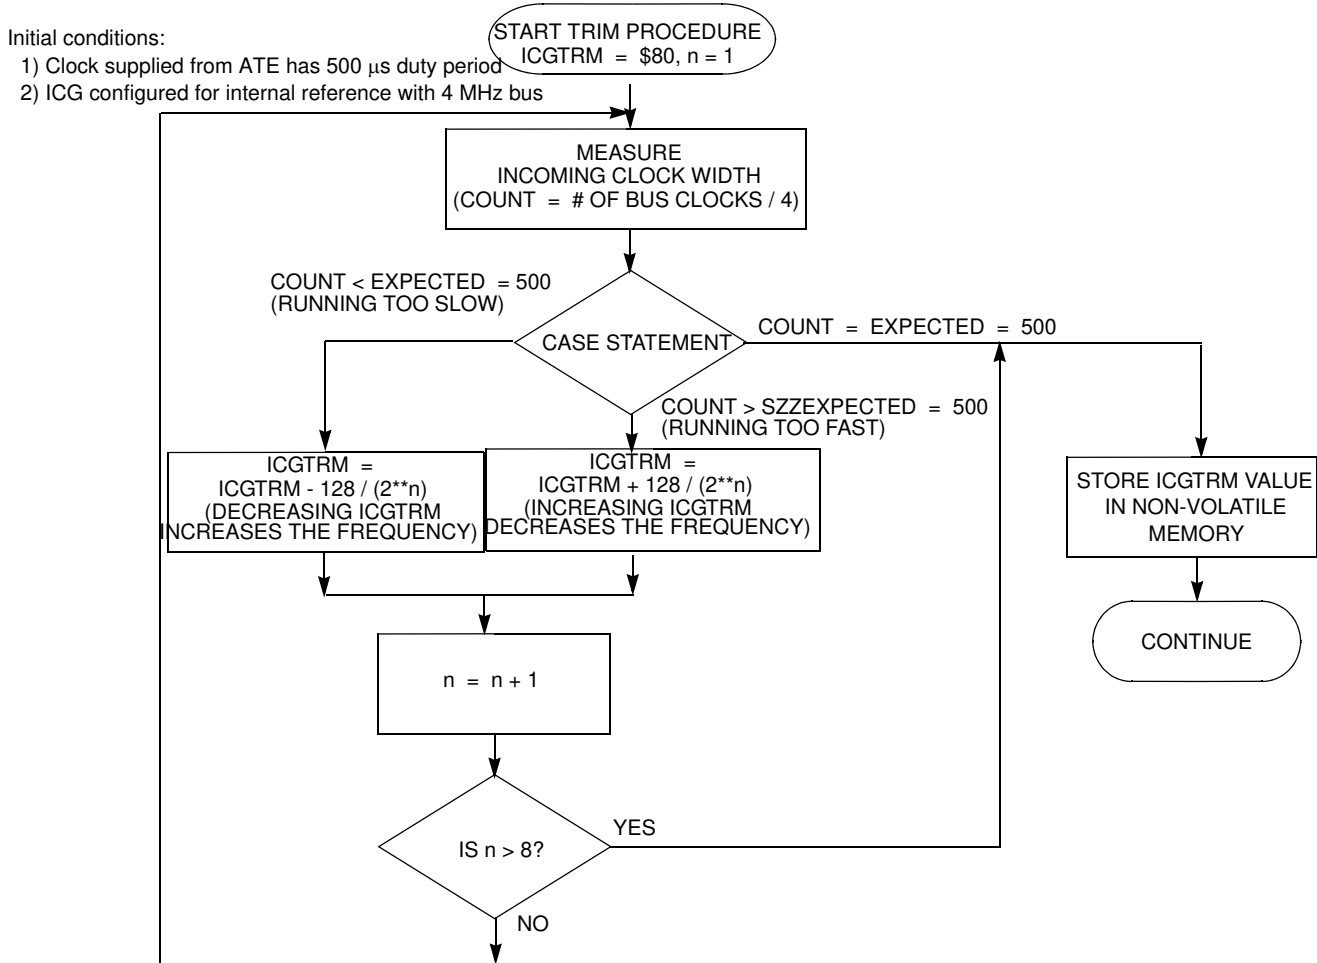 Initial conditions:
1) Clock supplied from ATE has 500 μs duty period
2) ICG configured for internal reference with 4 MHz bus
START TRIM PROCEDURE
ICGTRM = $80, n = 1
MEASURE
INCOMING CLOCK WIDTH
(COUNT = # OF BUS CLOCKS / 4)
COUNT < EXPECTED = 500
(RUNNING TOO SLOW)
CASE STATEMENT
COUNT = EXPECTED = 500
COUNT > SZZEXPECTED = 500
(RUNNING TOO FAST)
ICGTRM =
ICGTRM - 128 / (2**n)
(DECREASING ICGTRM
INCREASES THE FREQUENCY)
ICGTRM =
ICGTRM + 128 / (2**n)
(INCREASING ICGTRM
DECREASES THE FREQUENCY)
STORE ICGTRM VALUE
IN NON-VOLATILE
MEMORY
CONTINUE
n = n + 1
IS n > 8?
YES
NO